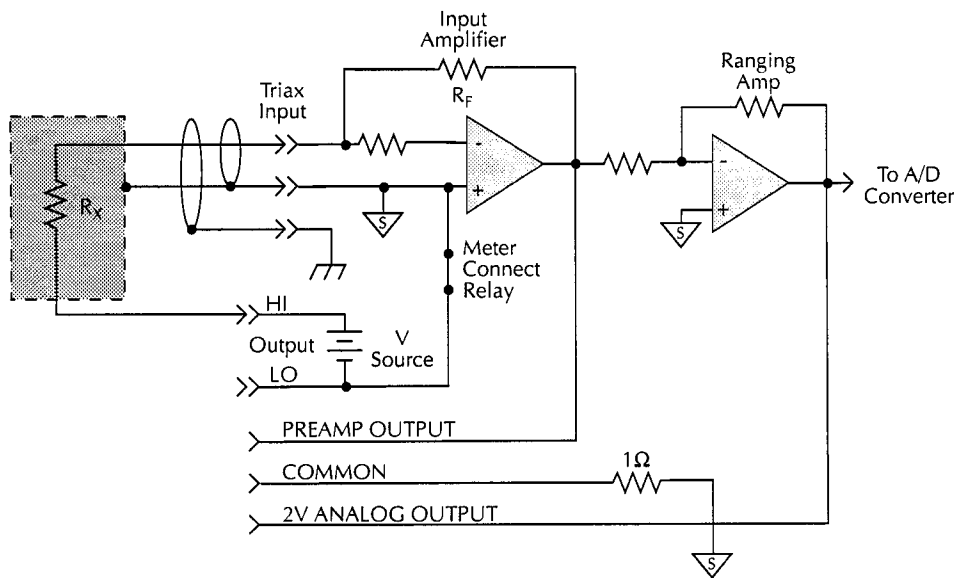 Input
Amplifier
Ranging
Amp
Triax
Input
R_F
-
+
-
+
To A/D
Converter
R_X
S
S
Meter
Connect
Relay
HI
Output
V
Source
LO
PREAMP OUTPUT
COMMON
1Ω
2V ANALOG OUTPUT
S